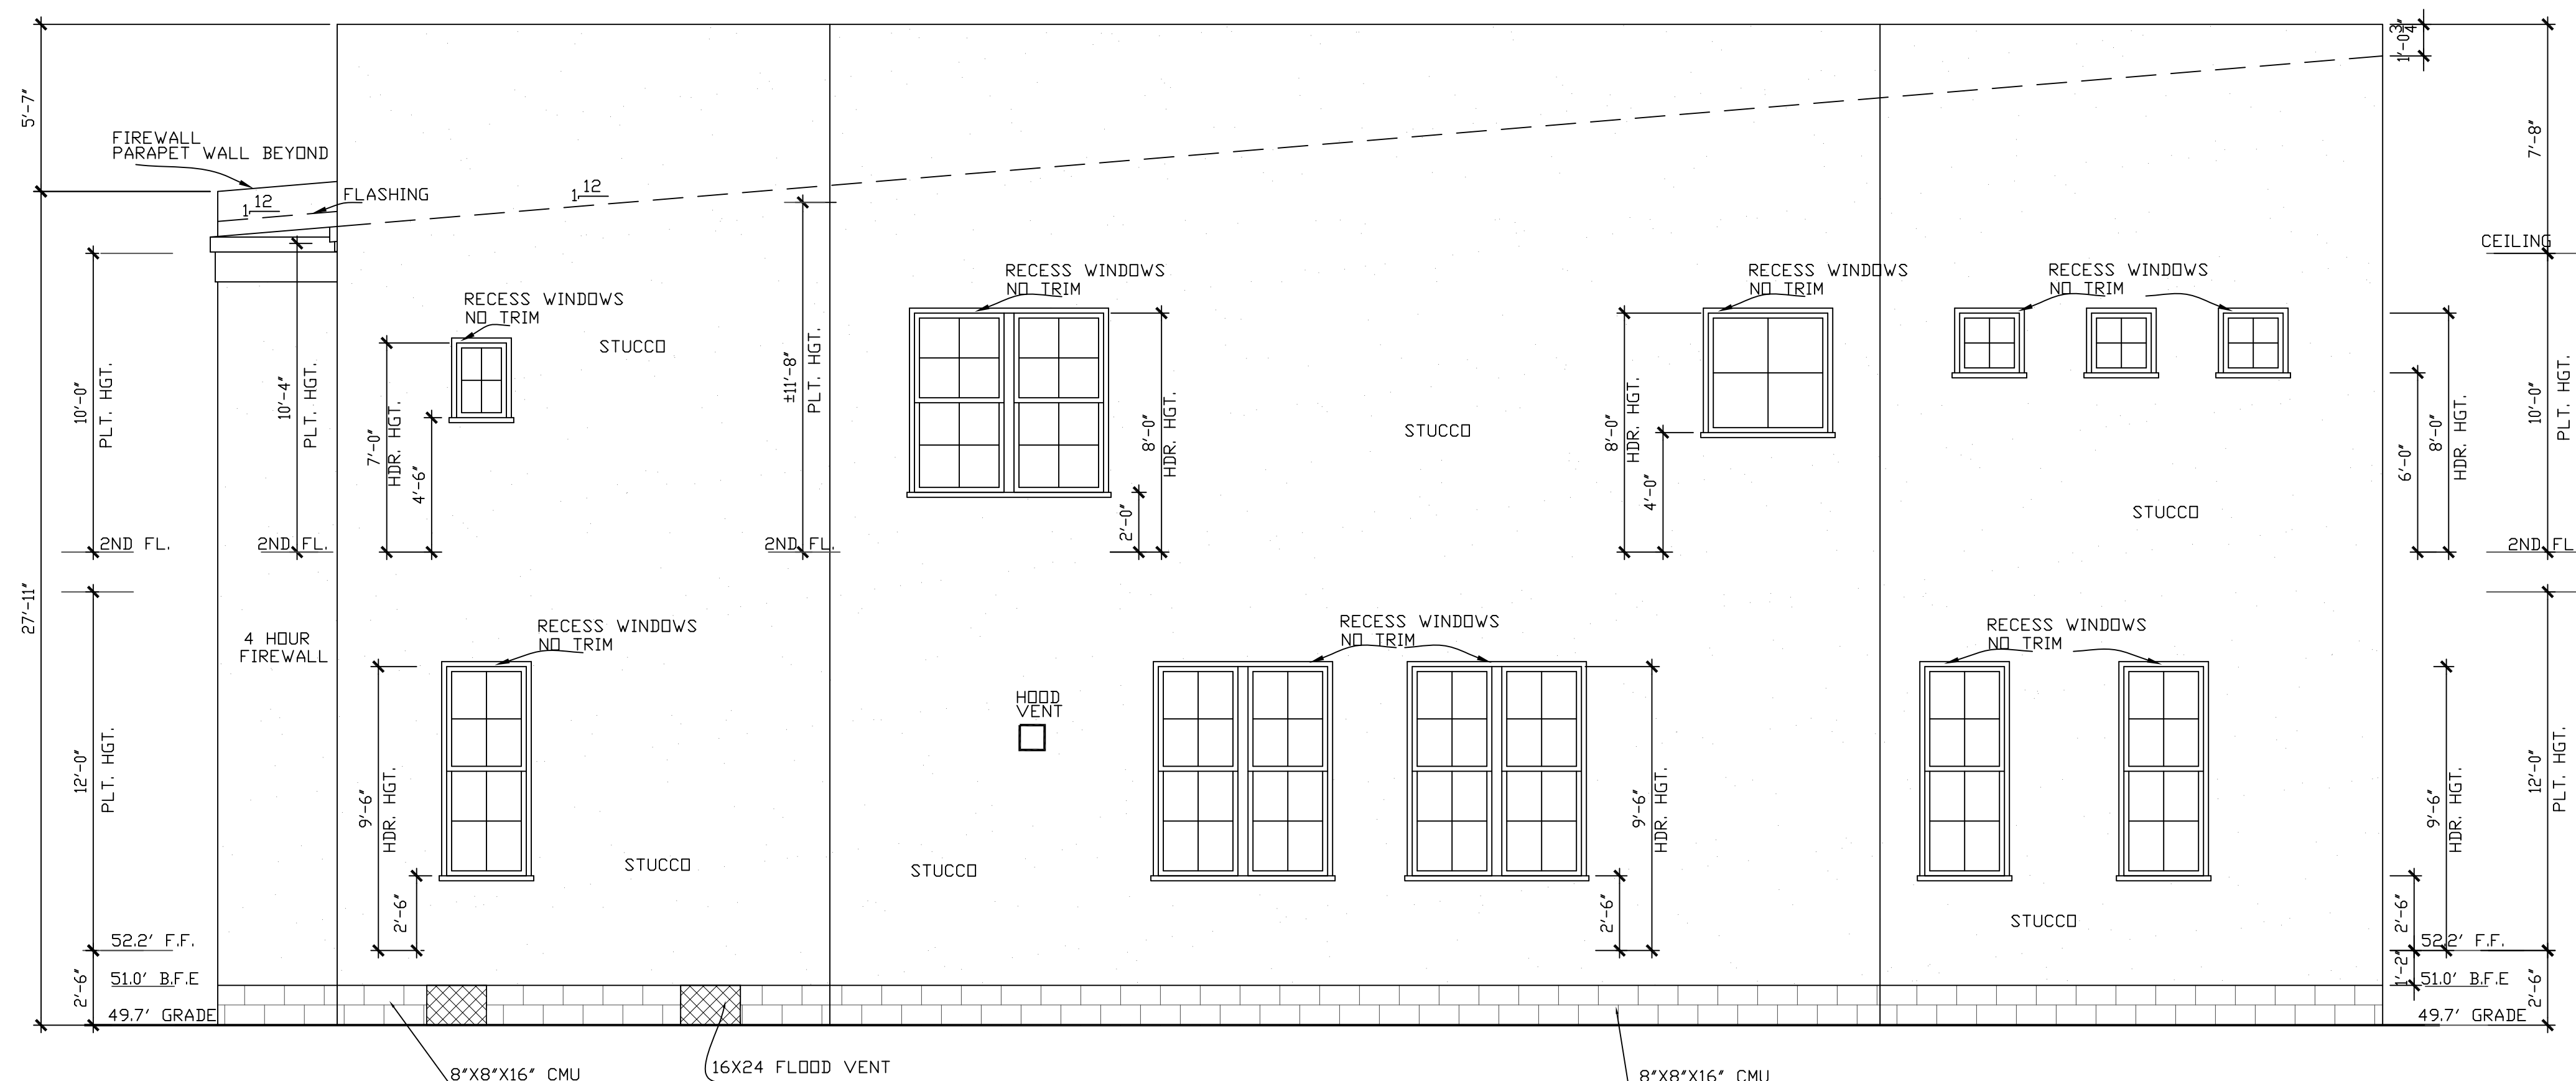 5'-7"
FIREWALL
PARAPET WALL BEYOND
12
1
FLASHING
12
1
1'-0 3/4"
7'-8"
CEILING
RECESS WINDOWS
NO TRIM
RECESS WINDOWS
NO TRIM
RECESS WINDOWS
NO TRIM
RECESS WINDOWS
NO TRIM
STUCCO
10'-0"
PLT. HGT.
10'-4"
PLT. HGT.
7'-0"
HDR. HGT.
4'-6"
±11'-8"
PLT. HGT.
8'-0"
HDR. HGT.
2'-0"
STUCCO
8'-0"
HDR. HGT.
4'-0"
STUCCO
6'-0"
8'-0"
HDR. HGT.
10'-0"
PLT. HGT.
2ND FL.
2ND FL.
2ND FL.
2ND FL
27'-11"
4 HOUR
FIREWALL
RECESS WINDOWS
NO TRIM
RECESS WINDOWS
NO TRIM
RECESS WINDOWS
NO TRIM
HOOD
VENT
12'-0"
PLT. HGT.
9'-6"
HDR. HGT.
2'-6"
STUCCO
STUCCO
9'-6"
HDR. HGT.
2'-6"
STUCCO
9'-6"
HDR. HGT.
2'-6"
12'-0"
PLT. HGT.
52.2' F.F.
52.2' F.F.
2'-6"
51.0' B.F.E
1'-2"
51.0' B.F.E
2'-6"
49.7' GRADE
49.7' GRADE
8"X8"X16" CMU
16X24 FLOOD VENT
8"X8"X16" CMU